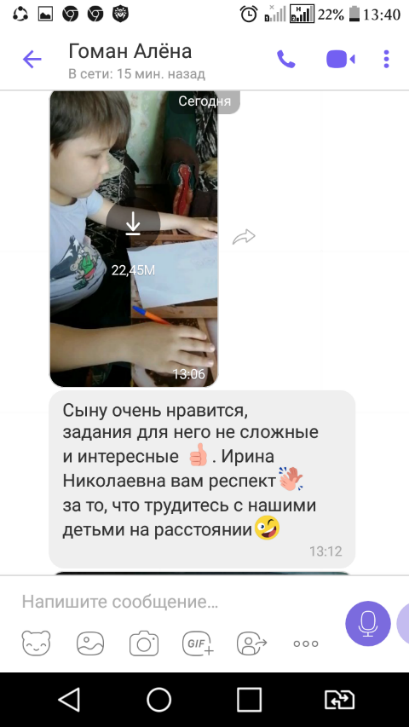 22% 13:40
Гоман Алёна
В сети: 15 мин. назад
Сегодня
22,45М
13:06
Сыну очень нравится,
задания для него не сложные
и интересные 👍. Ирина
Николаевна вам респект👏
за то, что трудитесь с нашими
детьми на расстоянии🤪
13:12
Напишите сообщение…
GIF